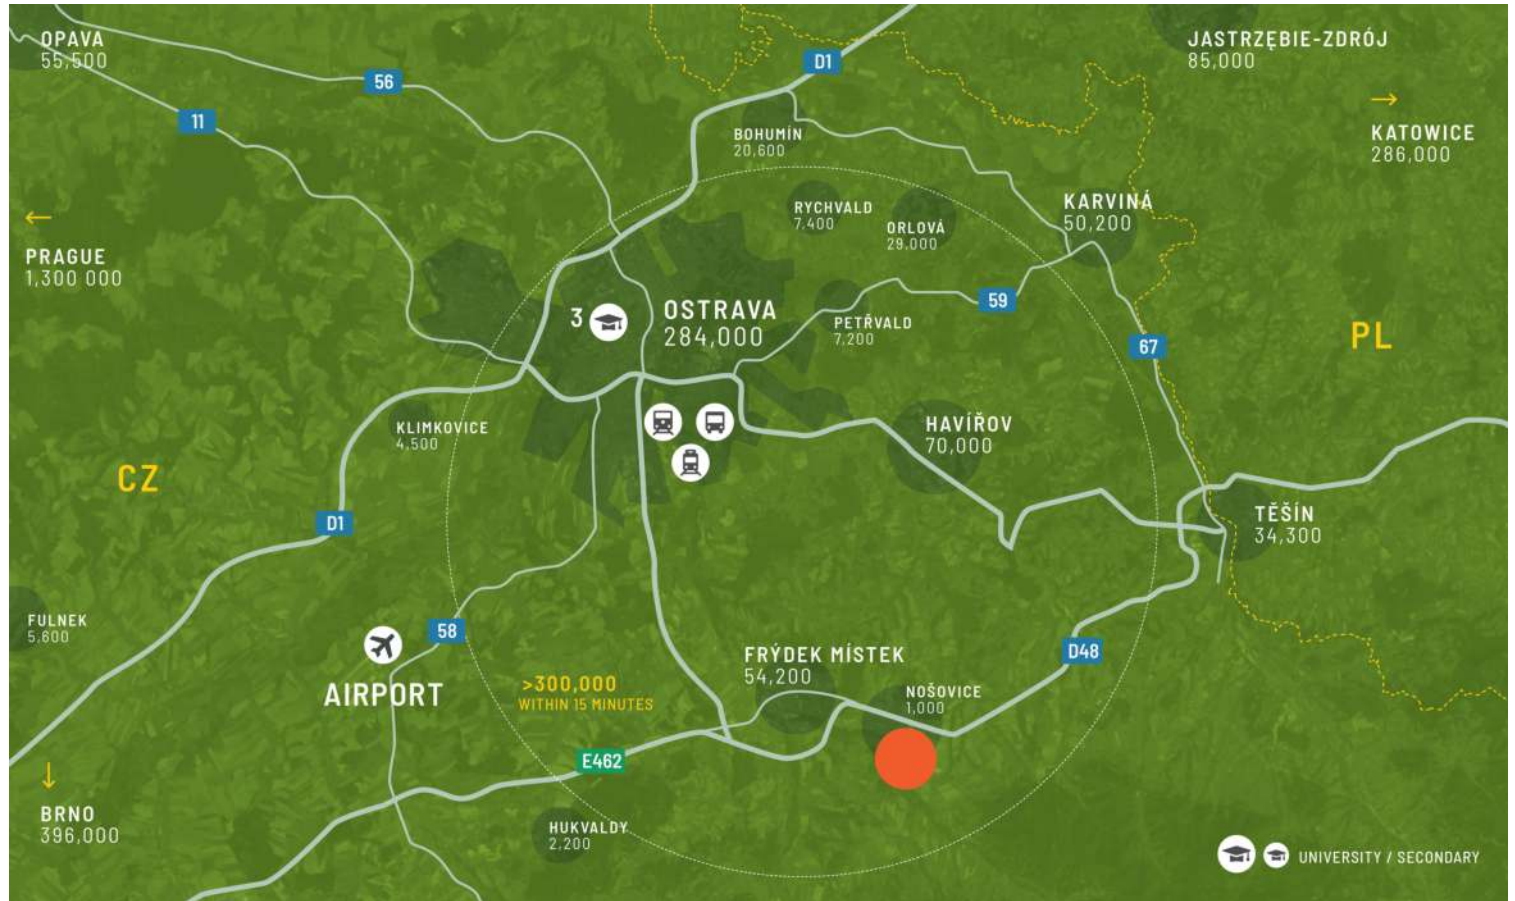 OPAVA
55,500
56
11
D1
JASTRZĘBIE-ZDRÓJ
85,000
→
KATOWICE
286,000
BOHUMÍN
20,600
←
PRAGUE
1,300 000
RYCHVALD
7,400
ORLOVÁ
29,000
KARVINÁ
50,200
3
OSTRAVA
284,000
59
PETŘVALD
7,200
67
PL
KLIMKOVICE
4,500
HAVÍŘOV
70,000
CZ
D1
TĚŠÍN
34,300
FULNEK
5,600
58
AIRPORT
>300,000
WITHIN 15 MINUTES
FRÝDEK MÍSTEK
54,200
D48
NOŠOVICE
1,000
E462
↓
BRNO
396,000
HUKVALDY
2,200
UNIVERSITY / SECONDARY